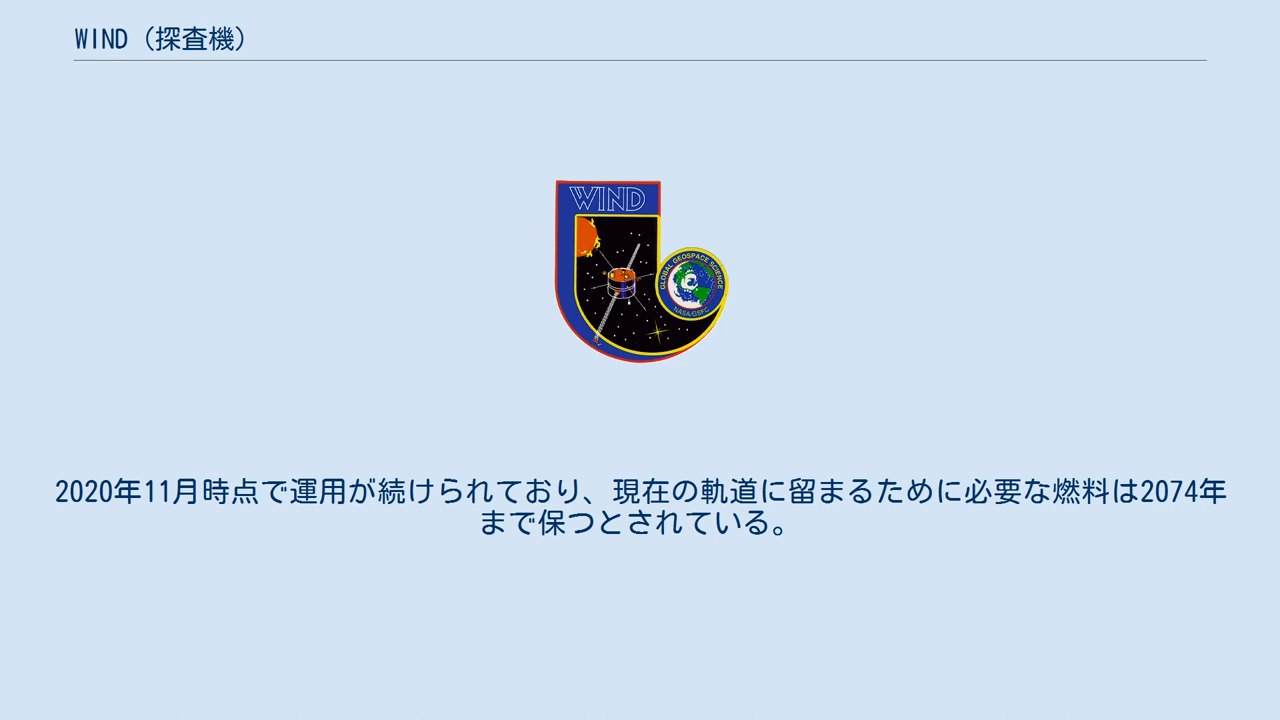 WIND（探査機）
WIND
GLOBAL GEOSPACE SCIENCE
NASA/GSFC
2020年11月時点で運用が続けられており、現在の軌道に留まるために必要な燃料は2074年
まで保つとされている。